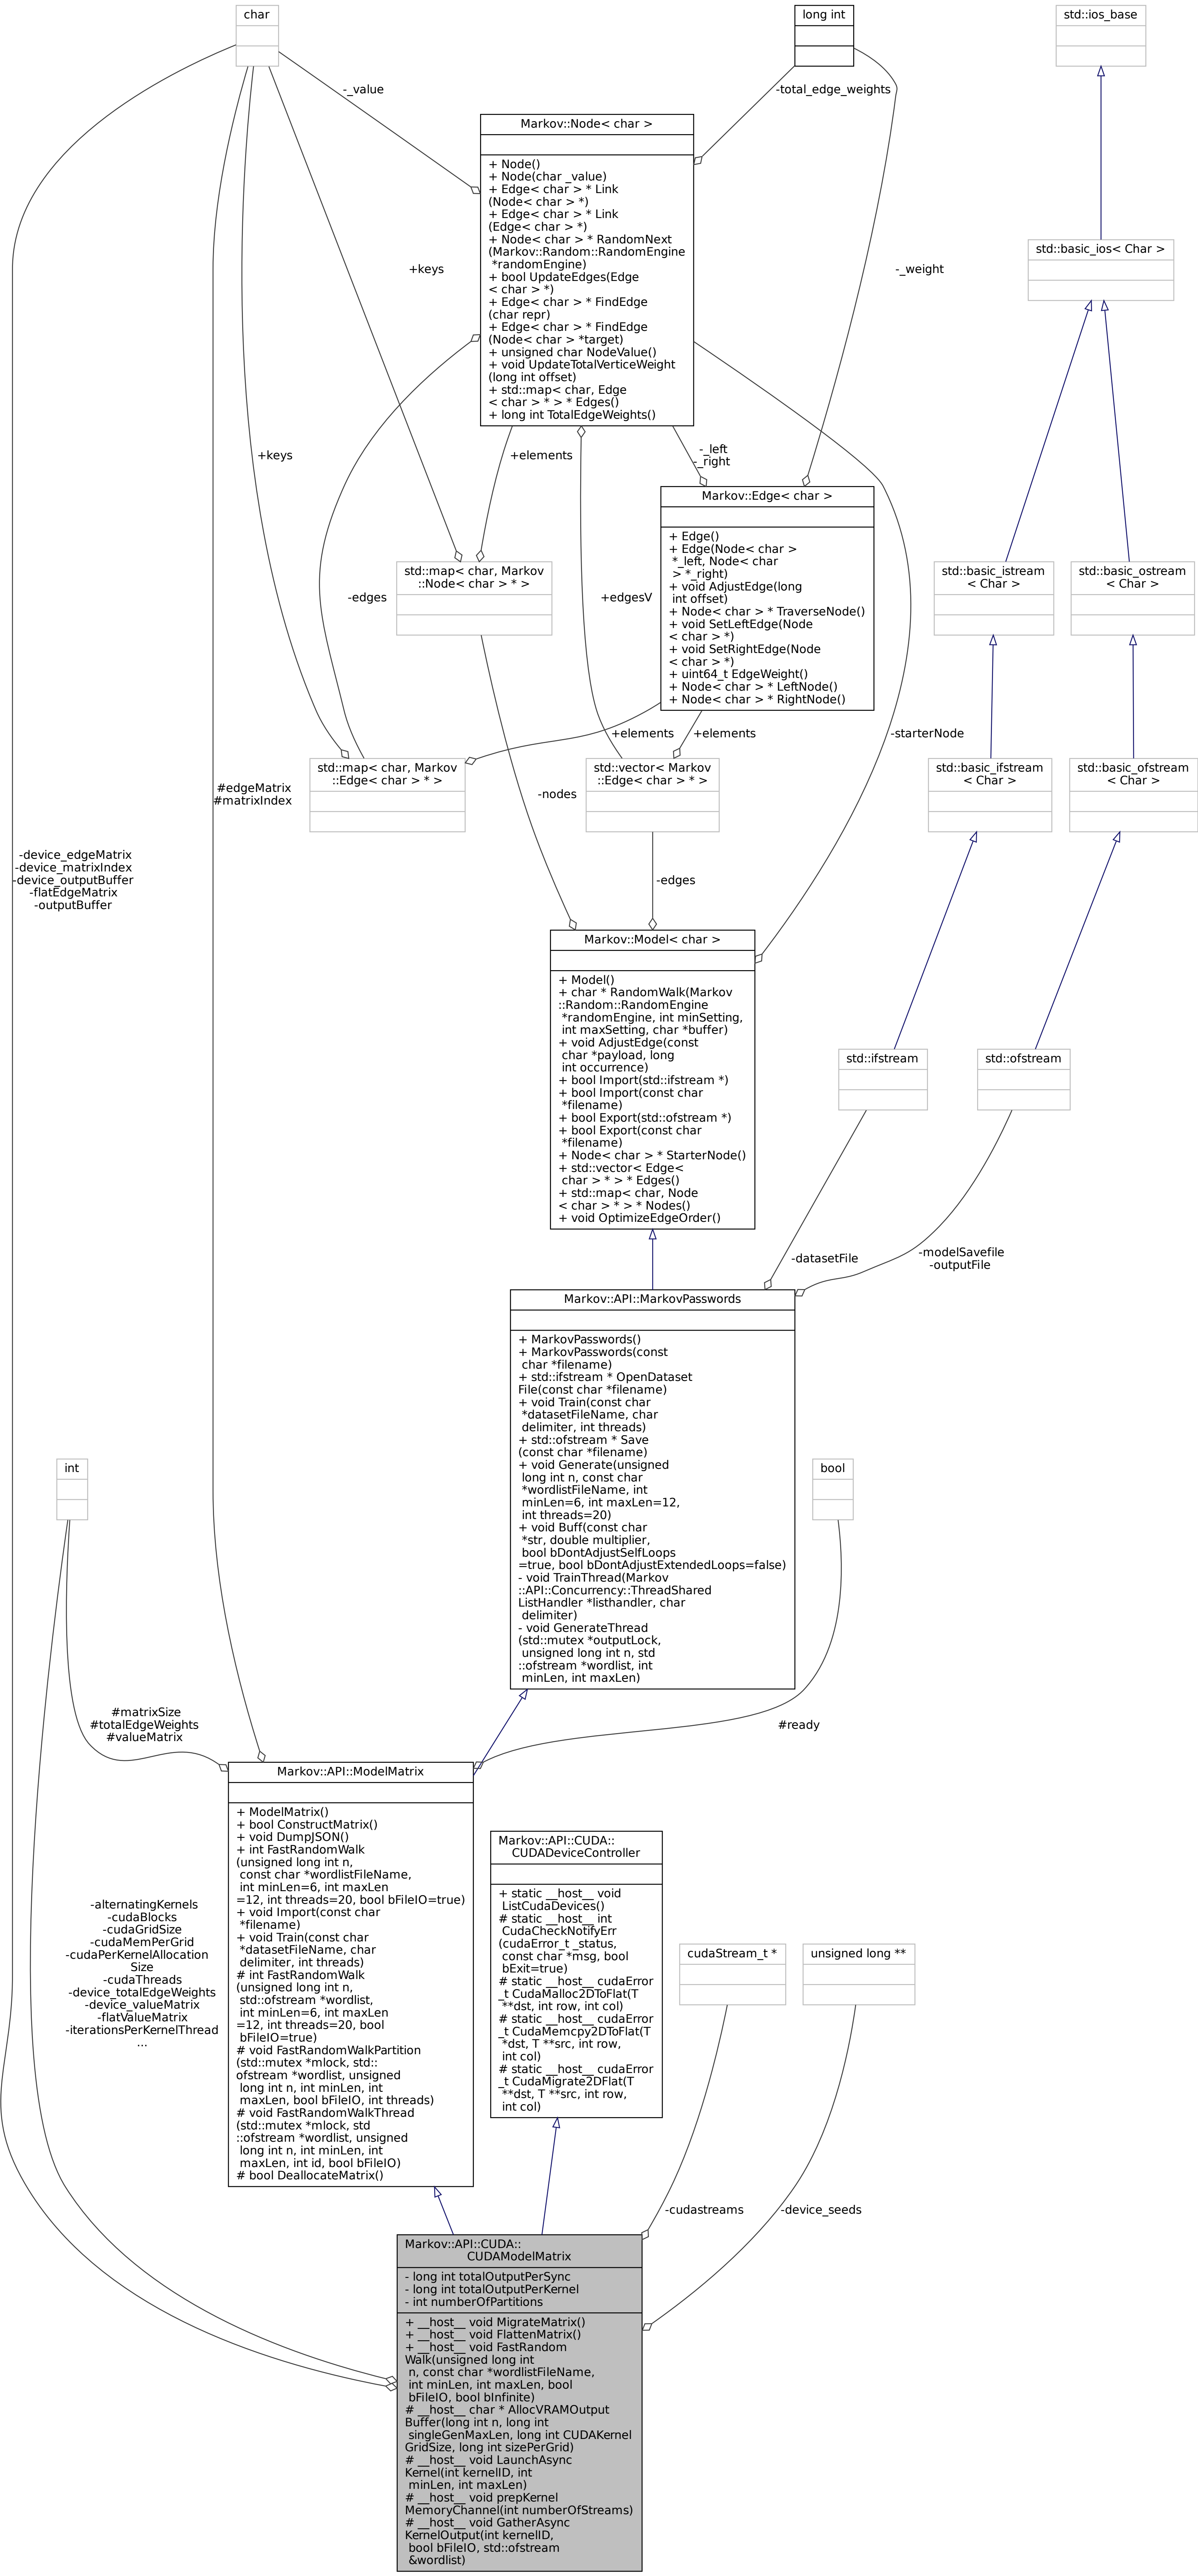 char
long int
std::ios_base
-_value
-total_edge_weights
Markov::Node< char >
+ Node()
+ Node(char _value)
+ Edge< char > * Link
(Node< char > *)
+ Edge< char > * Link
(Edge< char > *)
+ Node< char > * RandomNext
(Markov::Random::RandomEngine
*randomEngine)
+ bool UpdateEdges(Edge
< char > *)
+ Edge< char > * FindEdge
(char repr)
+ Edge< char > * FindEdge
(Node< char > *target)
+ unsigned char NodeValue()
+ void UpdateTotalVerticeWeight
(long int offset)
+ std::map< char, Edge
< char > * > * Edges()
+ long int TotalEdgeWeights()
std::basic_ios< Char >
+keys
-_weight
+keys
+elements
-_left
-_right
Markov::Edge< char >
+ Edge()
+ Edge(Node< char >
*_left, Node< char
> *_right)
+ void AdjustEdge(long
int offset)
+ Node< char > * TraverseNode()
+ void SetLeftEdge(Node
< char > *)
+ void SetRightEdge(Node
< char > *)
+ uint64_t EdgeWeight()
+ Node< char > * LeftNode()
+ Node< char > * RightNode()
std::map< char, Markov
::Node< char > * >
std::basic_istream
< Char >
std::basic_ostream
< Char >
-edges
+edgesV
+elements
+elements
-starterNode
std::map< char, Markov
::Edge< char > * >
std::vector< Markov
::Edge< char > * >
std::basic_ifstream
< Char >
std::basic_ofstream
< Char >
#edgeMatrix
#matrixIndex
-nodes
-device_edgeMatrix
-device_matrixIndex
-device_outputBuffer
-flatEdgeMatrix
-outputBuffer
-edges
Markov::Model< char >
+ Model()
+ char * RandomWalk(Markov
::Random::RandomEngine
*randomEngine, int minSetting,
int maxSetting, char *buffer)
+ void AdjustEdge(const
char *payload, long
int occurrence)
+ bool Import(std::ifstream *)
+ bool Import(const char
*filename)
+ bool Export(std::ofstream *)
+ bool Export(const char
*filename)
+ Node< char > * StarterNode()
+ std::vector< Edge<
char > * > * Edges()
+ std::map< char, Node
< char > * > * Nodes()
+ void OptimizeEdgeOrder()
std::ifstream
std::ofstream
-datasetFile
-modelSavefile
-outputFile
Markov::API::MarkovPasswords
+ MarkovPasswords()
+ MarkovPasswords(const
char *filename)
+ std::ifstream * OpenDataset
File(const char *filename)
+ void Train(const char
*datasetFileName, char
delimiter, int threads)
+ std::ofstream * Save
(const char *filename)
+ void Generate(unsigned
long int n, const char
*wordlistFileName, int
minLen=6, int maxLen=12,
int threads=20)
+ void Buff(const char
*str, double multiplier,
bool bDontAdjustSelfLoops
=true, bool bDontAdjustExtendedLoops=false)
- void TrainThread(Markov
::API::Concurrency::ThreadShared
ListHandler *listhandler, char
delimiter)
- void GenerateThread
(std::mutex *outputLock,
unsigned long int n, std
::ofstream *wordlist, int
minLen, int maxLen)
int
bool
#matrixSize
#totalEdgeWeights
#valueMatrix
#ready
Markov::API::ModelMatrix
+ ModelMatrix()
+ bool ConstructMatrix()
+ void DumpJSON()
+ int FastRandomWalk
(unsigned long int n,
const char *wordlistFileName,
int minLen=6, int maxLen
=12, int threads=20, bool bFileIO=true)
+ void Import(const char
*filename)
+ void Train(const char
*datasetFileName, char
delimiter, int threads)
# int FastRandomWalk
(unsigned long int n,
std::ofstream *wordlist,
int minLen=6, int maxLen
=12, int threads=20, bool
bFileIO=true)
# void FastRandomWalkPartition
(std::mutex *mlock, std::
ofstream *wordlist, unsigned
long int n, int minLen, int
maxLen, bool bFileIO, int threads)
# void FastRandomWalkThread
(std::mutex *mlock, std
::ofstream *wordlist, unsigned
long int n, int minLen, int
maxLen, int id, bool bFileIO)
# bool DeallocateMatrix()
Markov::API::CUDA::
CUDADeviceController
+ static __host__ void
ListCudaDevices()
# static __host__ int
CudaCheckNotifyErr
(cudaError_t _status,
const char *msg, bool
bExit=true)
# static __host__ cudaError
_t CudaMalloc2DToFlat(T
**dst, int row, int col)
# static __host__ cudaError
_t CudaMemcpy2DToFlat(T
*dst, T **src, int row,
int col)
# static __host__ cudaError
_t CudaMigrate2DFlat(T
**dst, T **src, int row,
int col)
-alternatingKernels
-cudaBlocks
-cudaGridSize
-cudaMemPerGrid
-cudaPerKernelAllocation
Size
-cudaThreads
-device_totalEdgeWeights
-device_valueMatrix
-flatValueMatrix
-iterationsPerKernelThread
...
cudaStream_t *
unsigned long **
-cudastreams
-device_seeds
Markov::API::CUDA::
CUDAModelMatrix
- long int totalOutputPerSync
- long int totalOutputPerKernel
- int numberOfPartitions
+ __host__ void MigrateMatrix()
+ __host__ void FlattenMatrix()
+ __host__ void FastRandom
Walk(unsigned long int
n, const char *wordlistFileName,
int minLen, int maxLen, bool
bFileIO, bool bInfinite)
# __host__ char * AllocVRAMOutput
Buffer(long int n, long int
singleGenMaxLen, long int CUDAKernel
GridSize, long int sizePerGrid)
# __host__ void LaunchAsync
Kernel(int kernelID, int
minLen, int maxLen)
# __host__ void prepKernel
MemoryChannel(int numberOfStreams)
# __host__ void GatherAsync
KernelOutput(int kernelID,
bool bFileIO, std::ofstream
&wordlist)